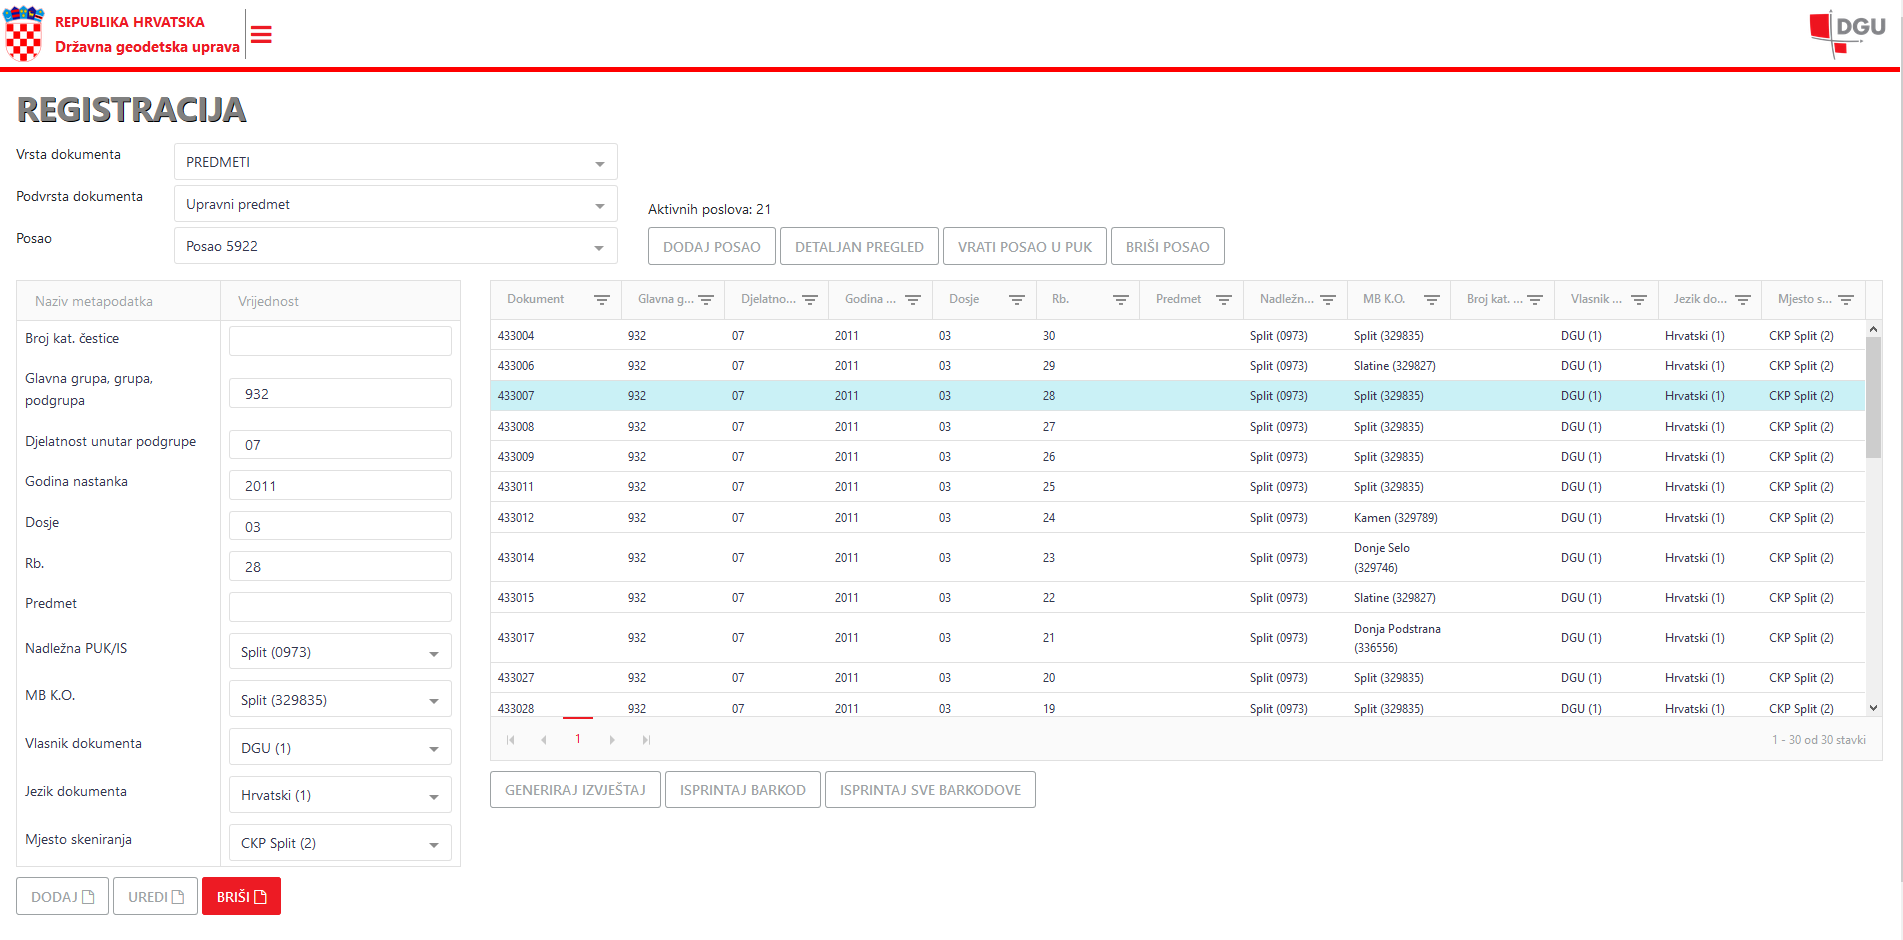 REPUBLIKA HRVATSKA
Državna geodetska uprava
DGU
REGISTRACIJA
Vrsta dokumenta PREDMETI
Podvrsta dokumenta Upravni predmet
Posao Posao 5922
Aktivnih poslova: 21
DODAJ POSAO DETALJAN PREGLED VRATI POSAO U PUK BRIŠI POSAO
Naziv metapodatka Vrijednost
Broj kat. čestice
Glavna grupa, grupa,
podgrupa 932
Djelatnost unutar podgrupe 07
Godina nastanka 2011
Dosje 03
Rb. 28
Predmet
Nadležna PUK/IS Split (0973)
MB K.O. Split (329835)
Vlasnik dokumenta DGU (1)
Jezik dokumenta Hrvatski (1)
Mjesto skeniranja CKP Split (2)
DODAJ UREDI BRIŠI
Dokument Glavna g... Djelatno... Godina ... Dosje Rb. Predmet Nadležn... MB K.O. Broj kat. ... Vlasnik ... Jezik do... Mjesto s...
433004 932 07 2011 03 30 Split (0973) Split (329835) DGU (1) Hrvatski (1) CKP Split (2)
433006 932 07 2011 03 29 Split (0973) Slatine (329827) DGU (1) Hrvatski (1) CKP Split (2)
433007 932 07 2011 03 28 Split (0973) Split (329835) DGU (1) Hrvatski (1) CKP Split (2)
433008 932 07 2011 03 27 Split (0973) Split (329835) DGU (1) Hrvatski (1) CKP Split (2)
433009 932 07 2011 03 26 Split (0973) Split (329835) DGU (1) Hrvatski (1) CKP Split (2)
433011 932 07 2011 03 25 Split (0973) Split (329835) DGU (1) Hrvatski (1) CKP Split (2)
433012 932 07 2011 03 24 Split (0973) Kamen (329789) DGU (1) Hrvatski (1) CKP Split (2)
433014 932 07 2011 03 23 Split (0973) Donje Selo (329746) DGU (1) Hrvatski (1) CKP Split (2)
433015 932 07 2011 03 22 Split (0973) Slatine (329827) DGU (1) Hrvatski (1) CKP Split (2)
433017 932 07 2011 03 21 Split (0973) Donja Podstrana (336556) DGU (1) Hrvatski (1) CKP Split (2)
433027 932 07 2011 03 20 Split (0973) Split (329835) DGU (1) Hrvatski (1) CKP Split (2)
433028 932 07 2011 03 19 Split (0973) Split (329835) DGU (1) Hrvatski (1) CKP Split (2)
1 1 - 30 od 30 stavki
GENERIRAJ IZVJEŠTAJ ISPRINTAJ BARKOD ISPRINTAJ SVE BARKODOVE